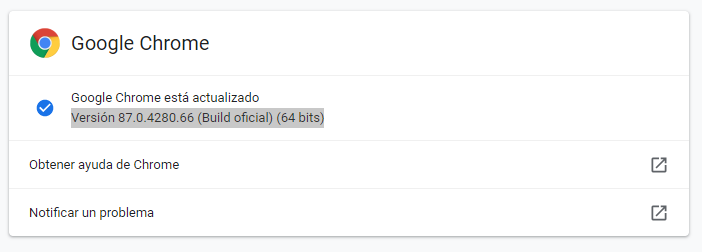 Google Chrome
Google Chrome está actualizado
Versión 87.0.4280.66 (Build oficial) (64 bits)
Obtener ayuda de Chrome
Notificar un problema